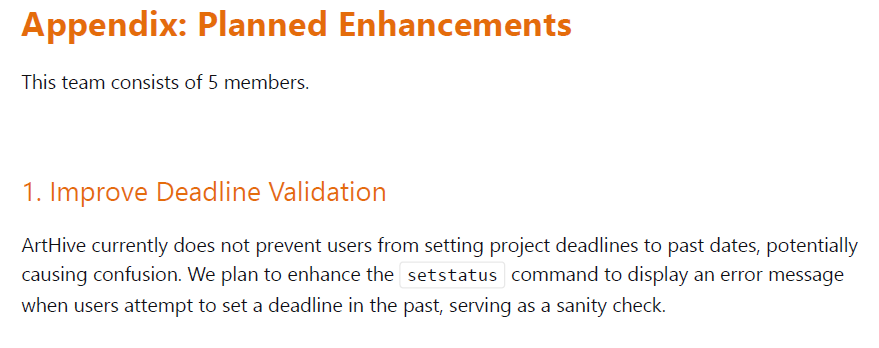 Appendix: Planned Enhancements
This team consists of 5 members.
1. Improve Deadline Validation
ArtHive currently does not prevent users from setting project deadlines to past dates, potentially
causing confusion. We plan to enhance the setstatus command to display an error message
when users attempt to set a deadline in the past, serving as a sanity check.